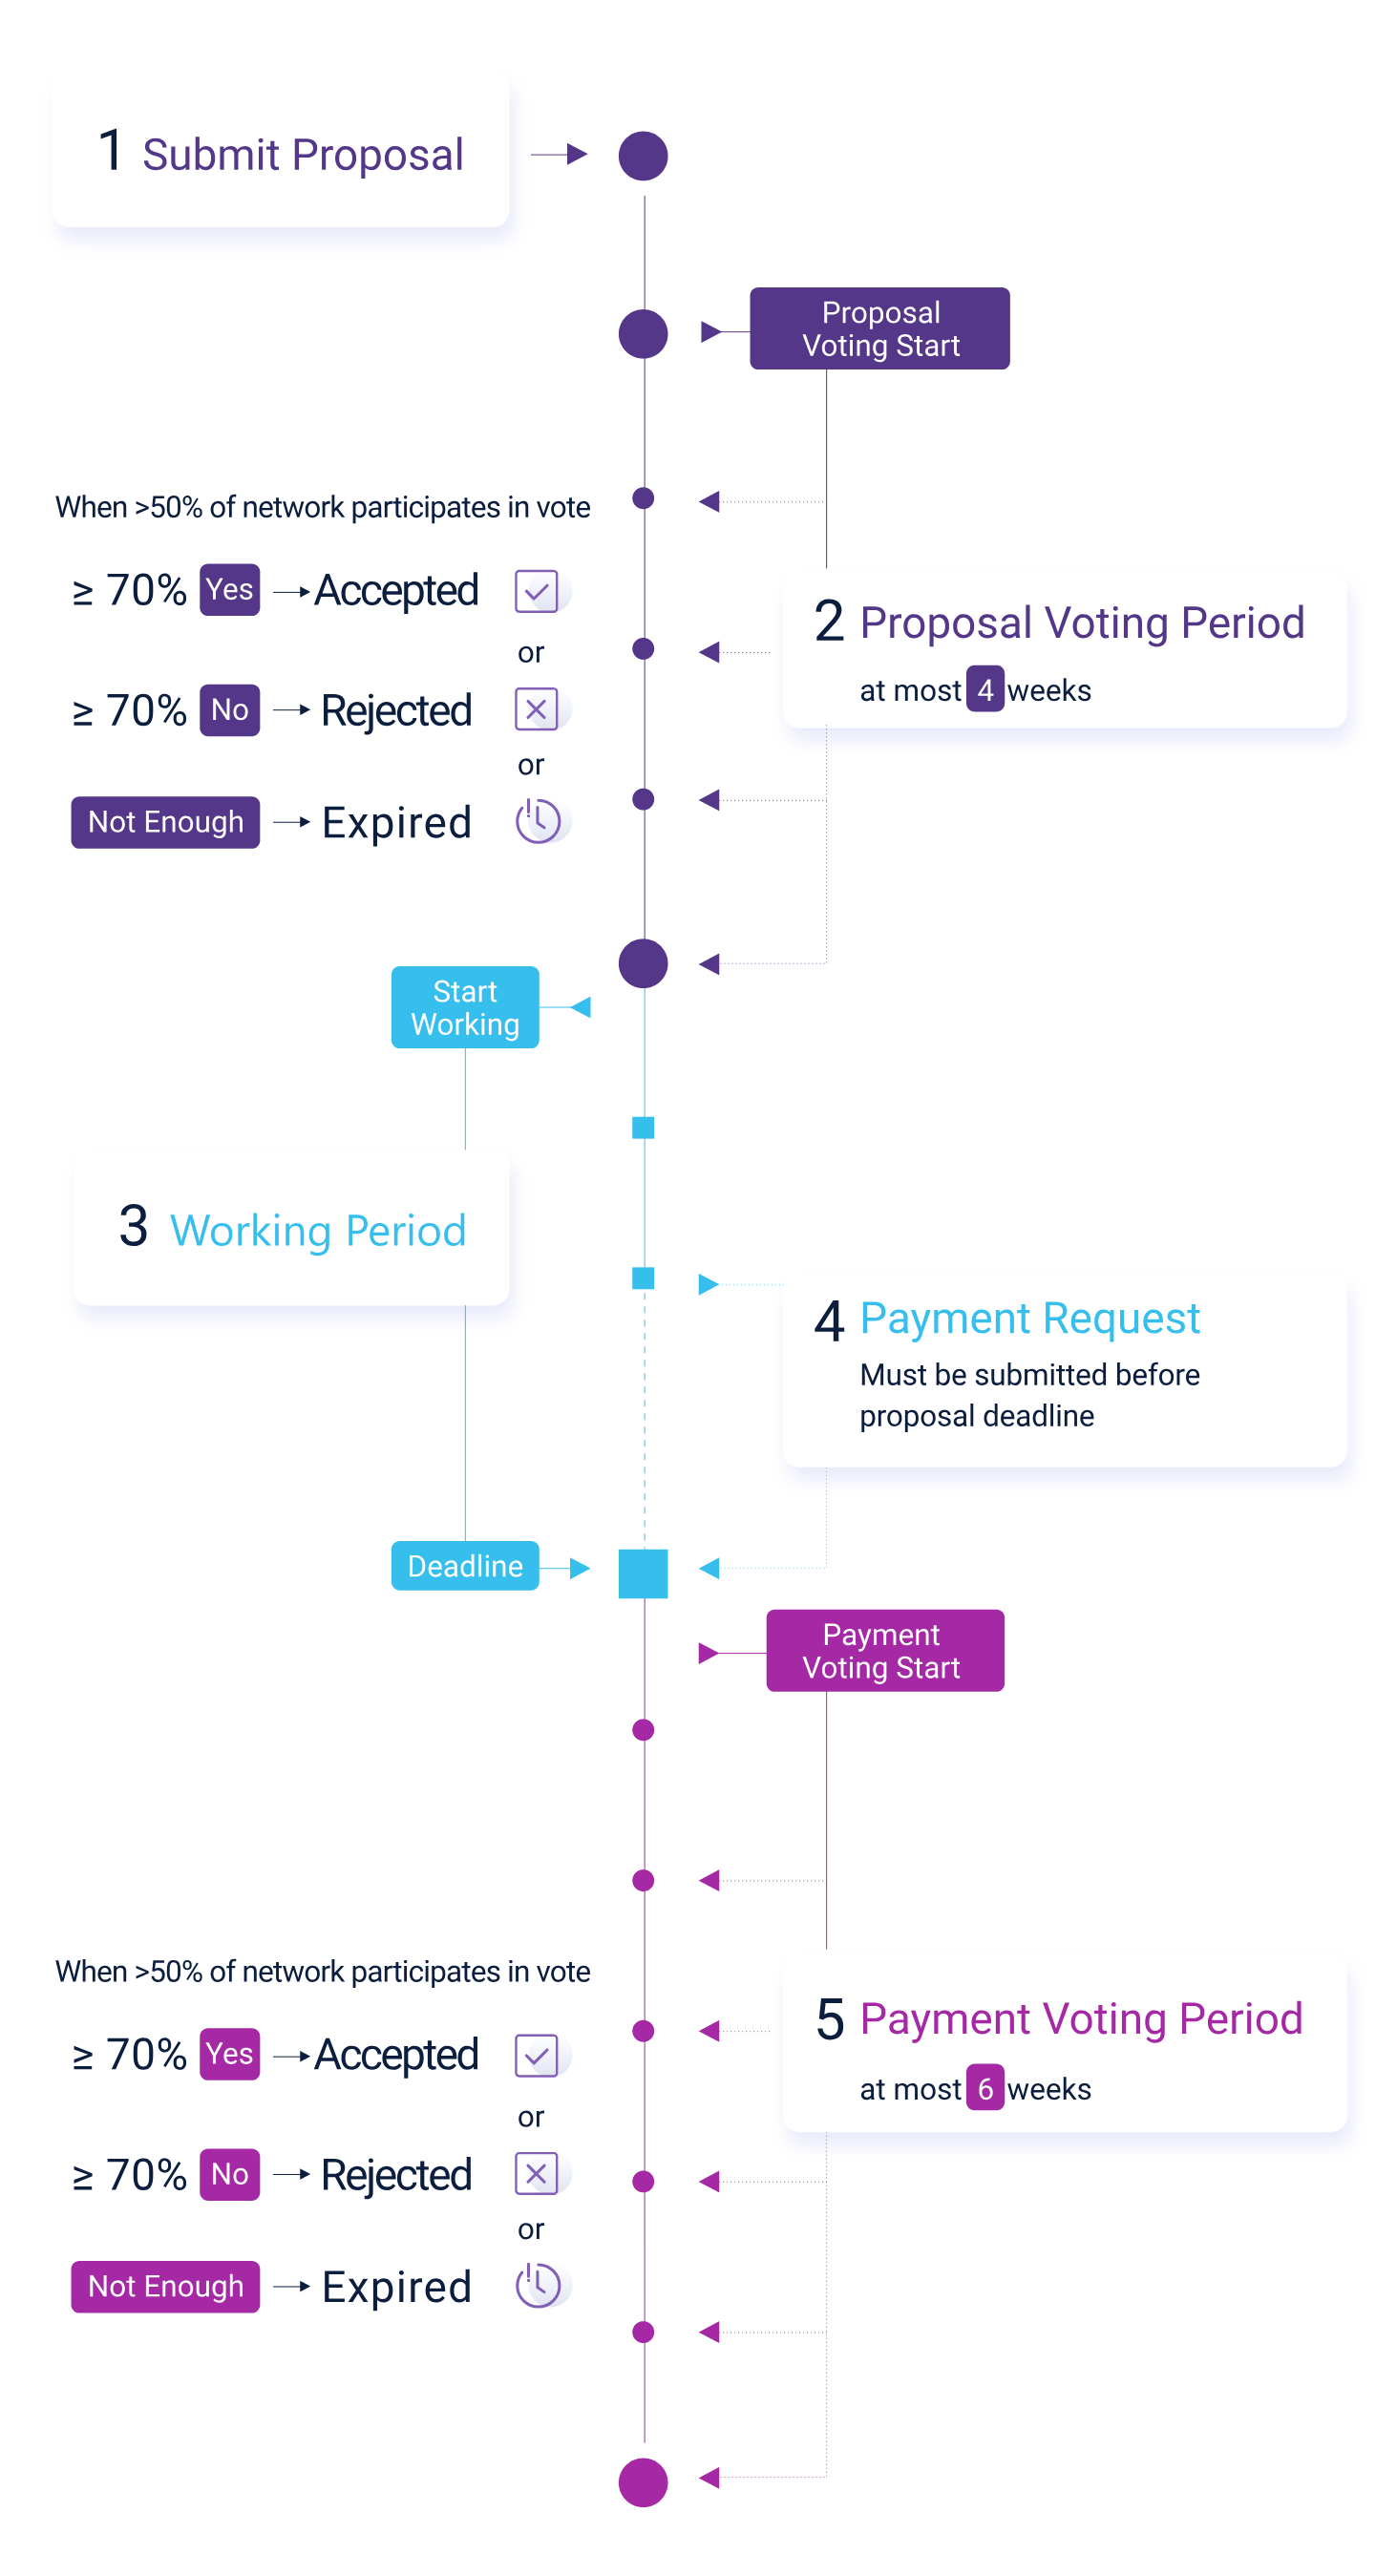 1 Submit Proposal
Proposal
Voting Start
When >50% of network participates in vote
≥ 70% Yes Accepted
or
≥ 70% No Rejected
or
Not Enough Expired
2 Proposal Voting Period
at most 4 weeks
Start
Working
3 Working Period
4 Payment Request
Must be submitted before
proposal deadline
Deadline
Payment
Voting Start
When >50% of network participates in vote
≥ 70% Yes Accepted
or
≥ 70% No Rejected
or
Not Enough Expired
5 Payment Voting Period
at most 6 weeks